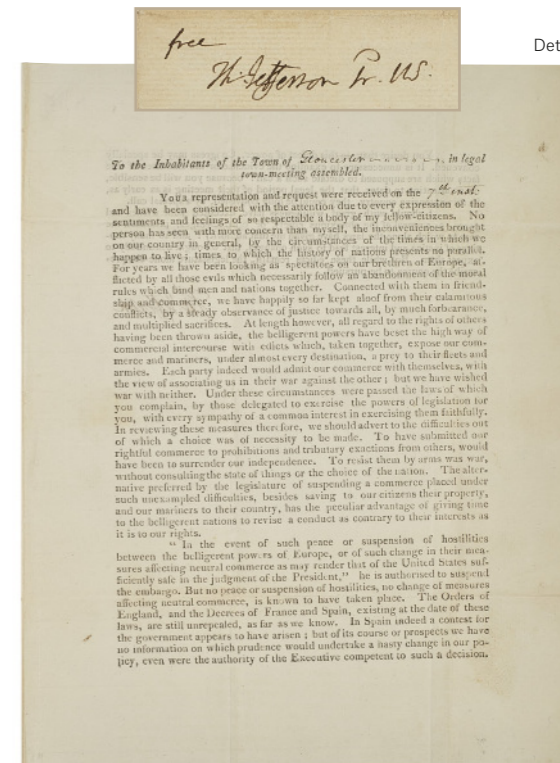 free
Th: Jefferson Pr. US.
Det
To the Inhabitants of the Town of Gloucester in legal
town-meeting assembled.
YOUR representation and request were received on the 7th inst:
and have been considered with the attention due to every expression of the
sentiments and feelings of so respectable a body of my fellow-citizens. No
person has seen with more concern than myself, the inconveniences brought
on our country in general, by the circumstances of the times in which we
happen to live; times to which the history of nations presents no parallel.
For years we have been looking as spectators on our brethren of Europe, af-
flicted by all those evils which necessarily follow an abandonment of the moral
rules which bind men and nations together. Connected with them in friend-
ship and commerce, we have happily so far kept aloof from their calamitous
conflicts, by a steady observance of justice towards all, by much forbearance,
and multiplied sacrifices. At length however, all regard to the rights of others
having been thrown aside, the belligerent powers have beset the high way of
commercial intercourse with edicts which, taken together, expose our com-
merce and mariners, under almost every destination, a prey to their fleets and
armies. Each party indeed would admit our commerce with themselves, with
the view of associating us in their war against the other; but we have wished
war with neither. Under these circumstances were passed the laws of which
you complain, by those delegated to exercise the powers of legislation for
you, with every sympathy of a common interest in exercising them faithfully.
In reviewing these measures therefore, we should advert to the difficulties out
of which a choice was of necessity to be made. To have submitted our
rightful commerce to prohibitions and tributary exactions from others, would
have been to surrender our independence. To resist them by arms was war,
without consulting the state of things or the choice of the nation. The alter-
native preferred by the legislature of suspending a commerce placed under
such unexampled difficulties, besides saving to our citizens their property,
and our mariners to their country, has the peculiar advantage of giving time
to the belligerent nations to revise a conduct as contrary to their interests as
it is to our rights.
"In the event of such peace or suspension of hostilities
between the belligerent powers of Europe, or of such change in their mea-
sures affecting neutral commerce as may render that of the United States suf-
ficiently safe in the judgment of the President," he is authorised to suspend
the embargo. But no peace or suspension of hostilities, no change of measures
affecting neutral commerce, is known to have taken place. The Orders of
England, and the Decrees of France and Spain, existing at the date of these
laws, are still unrepealed, as far as we know. In Spain indeed a contest for
the government appears to have arisen; but of its course or prospects we have
no information on which prudence would undertake a hasty change in our po-
licy, even were the authority of the Executive competent to such a decision.